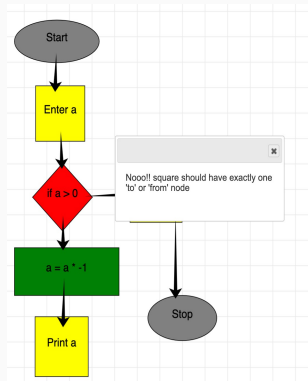 Start
Enter a
if a > 0
Nooo!! square should have exactly one
'to' or 'from' node
a = a * -1
Stop
Print a